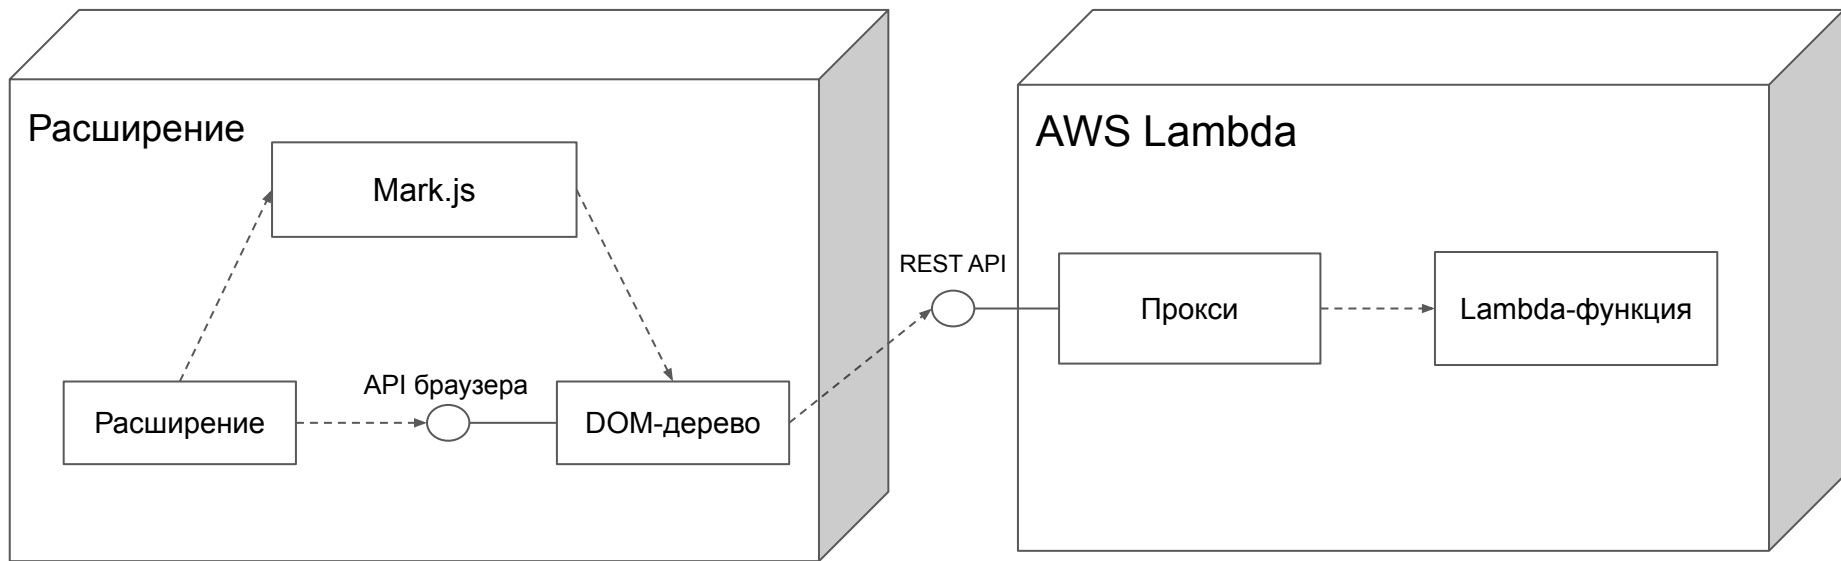 Расширение
Mark.js
API браузера
Расширение
DOM-дерево
REST API
AWS Lambda
Прокси
Lambda-функция